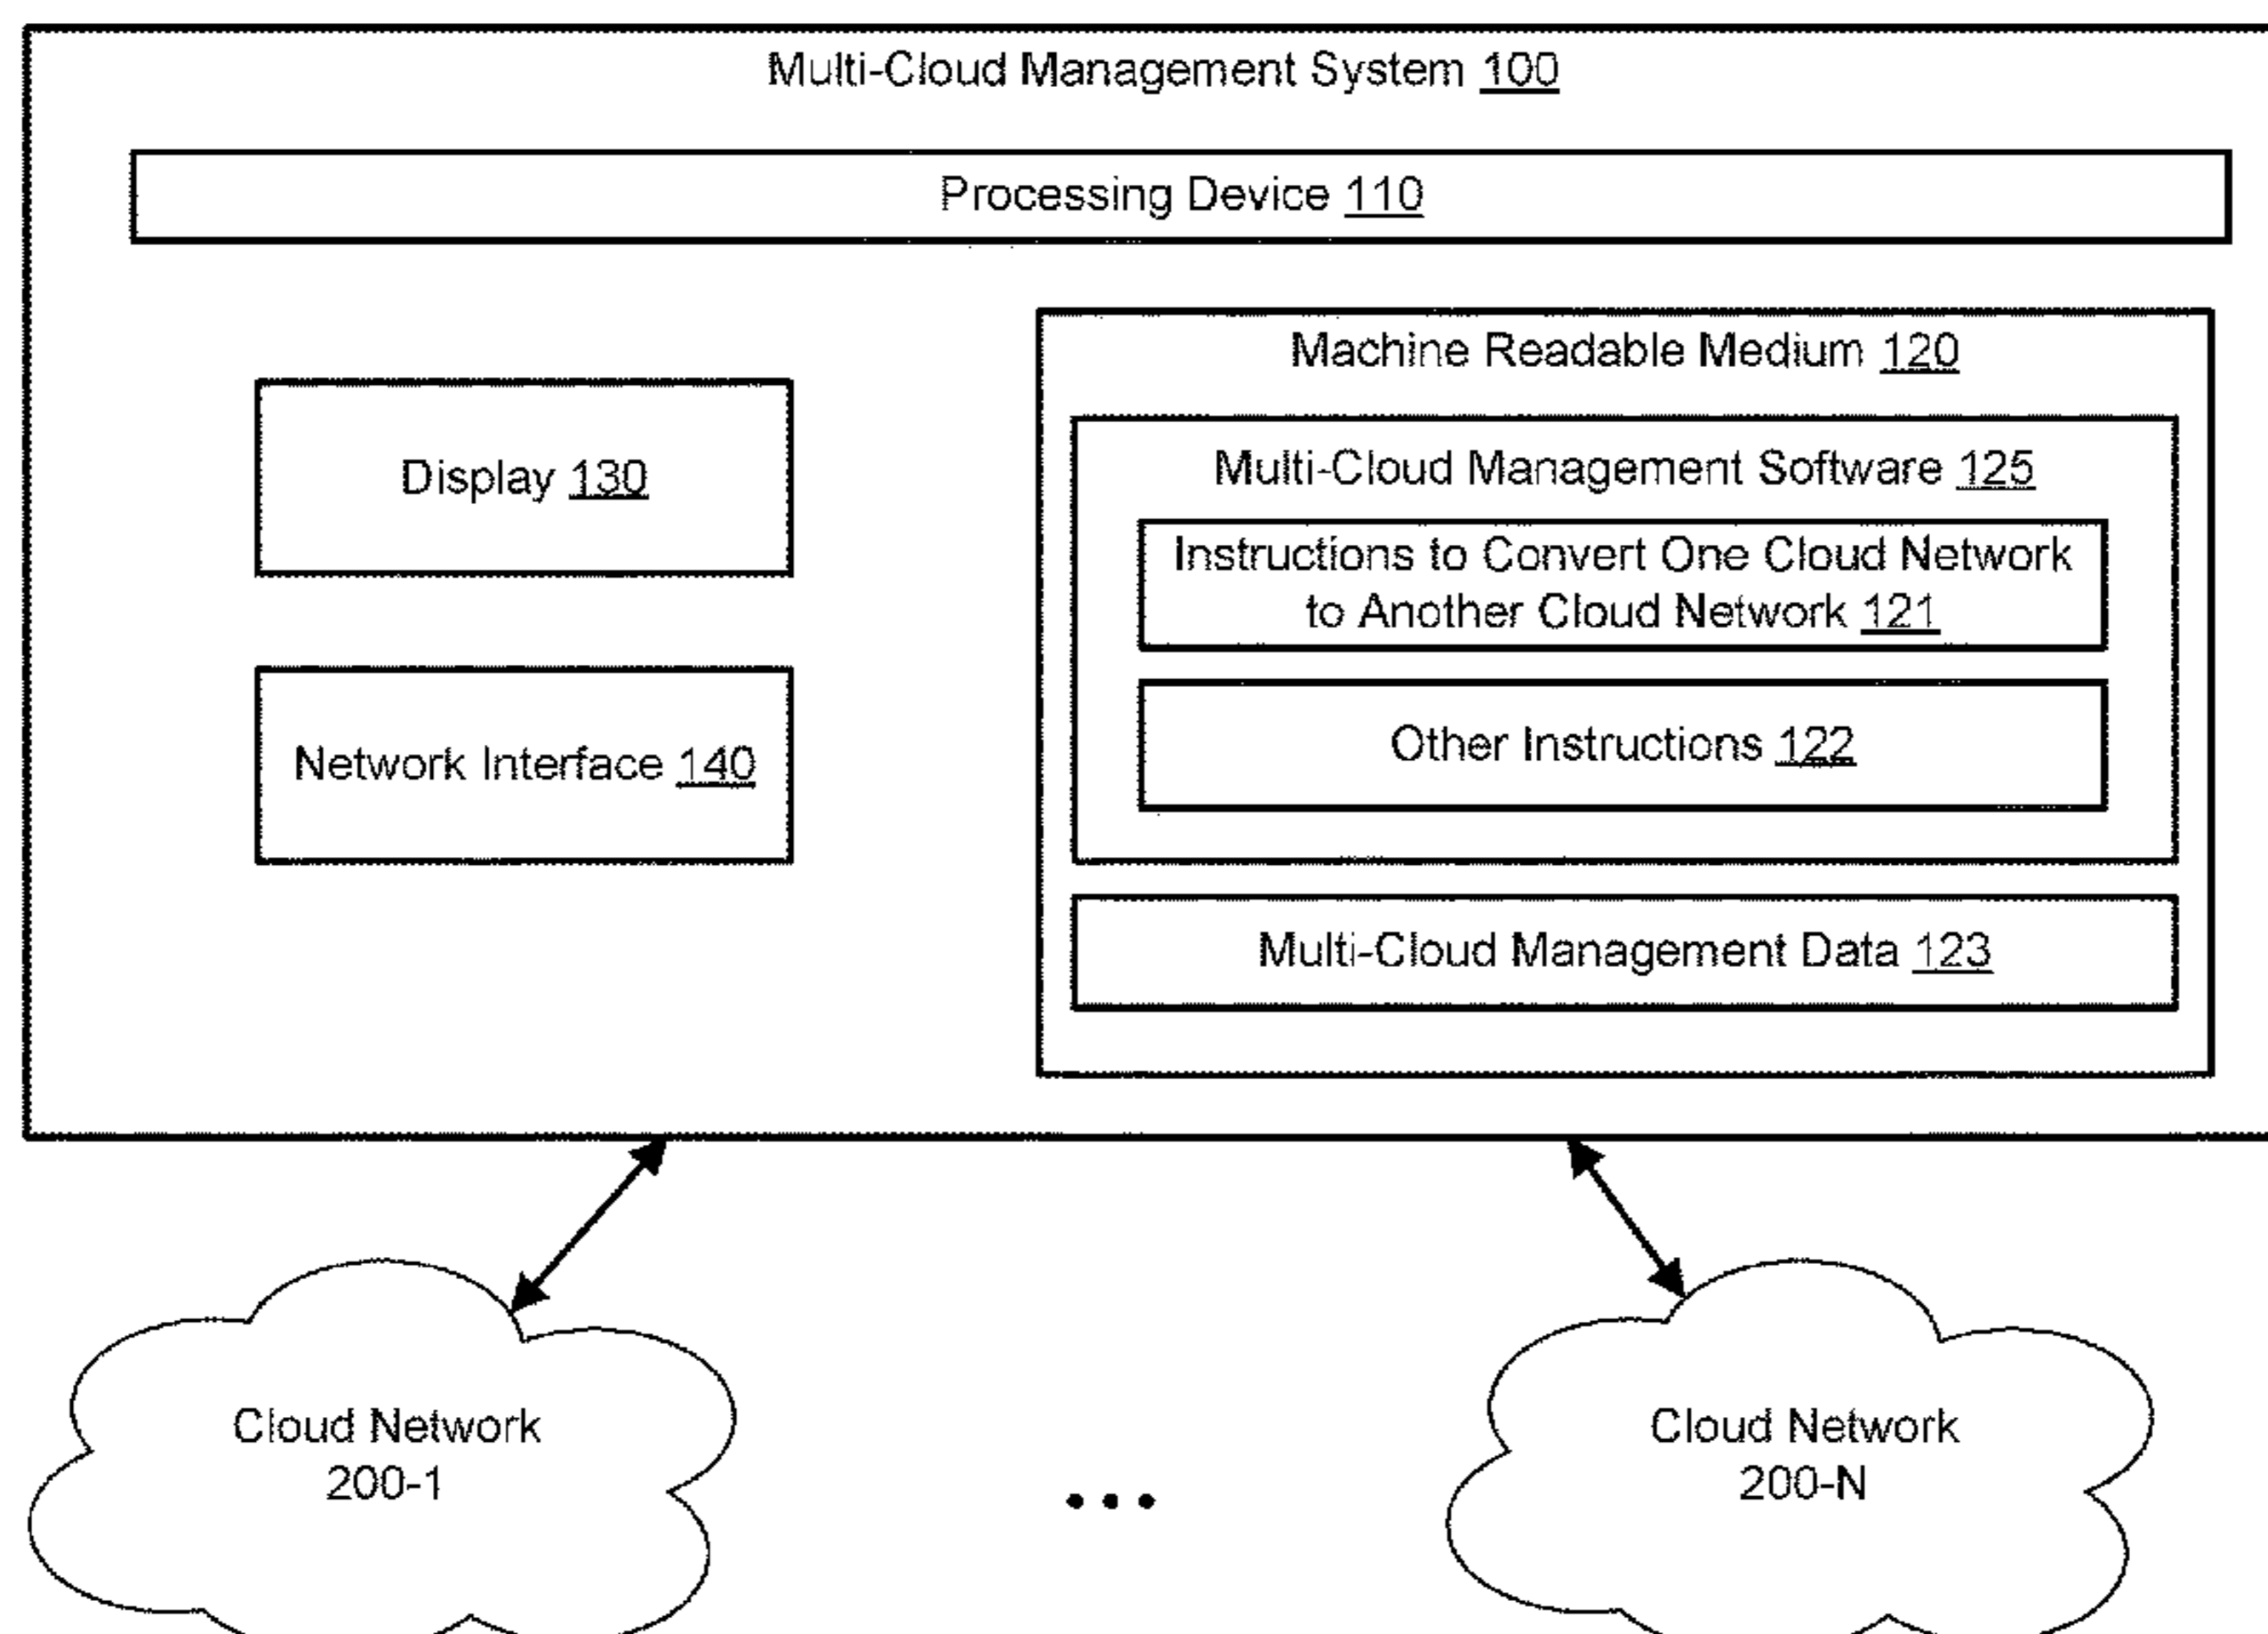 Multi-Cloud Management System 100
Processing Device 110
Display 130
Network Interface 140
Machine Readable Medium 120
Multi-Cloud Management Software 125
Instructions to Convert One Cloud Network
to Another Cloud Network 121
Other Instructions 122
Multi-Cloud Management Data 123
Cloud Network
200-1
• • •
Cloud Network
200-N